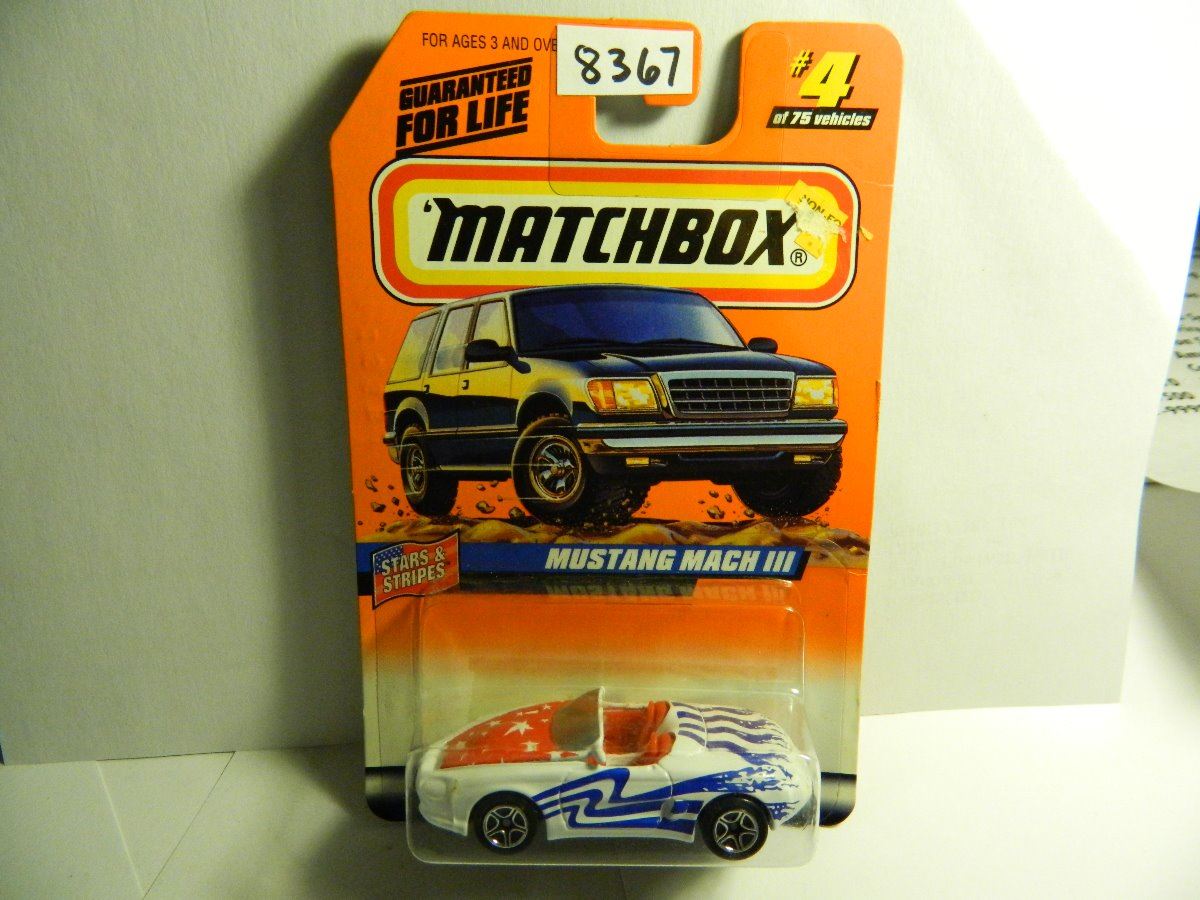 FOR AGES 3 AND OVE
8367
#4
of 75 vehicles
GUARANTEED
FOR LIFE
MATCHBOX®
STARS &
STRIPES
MUSTANG MACH III